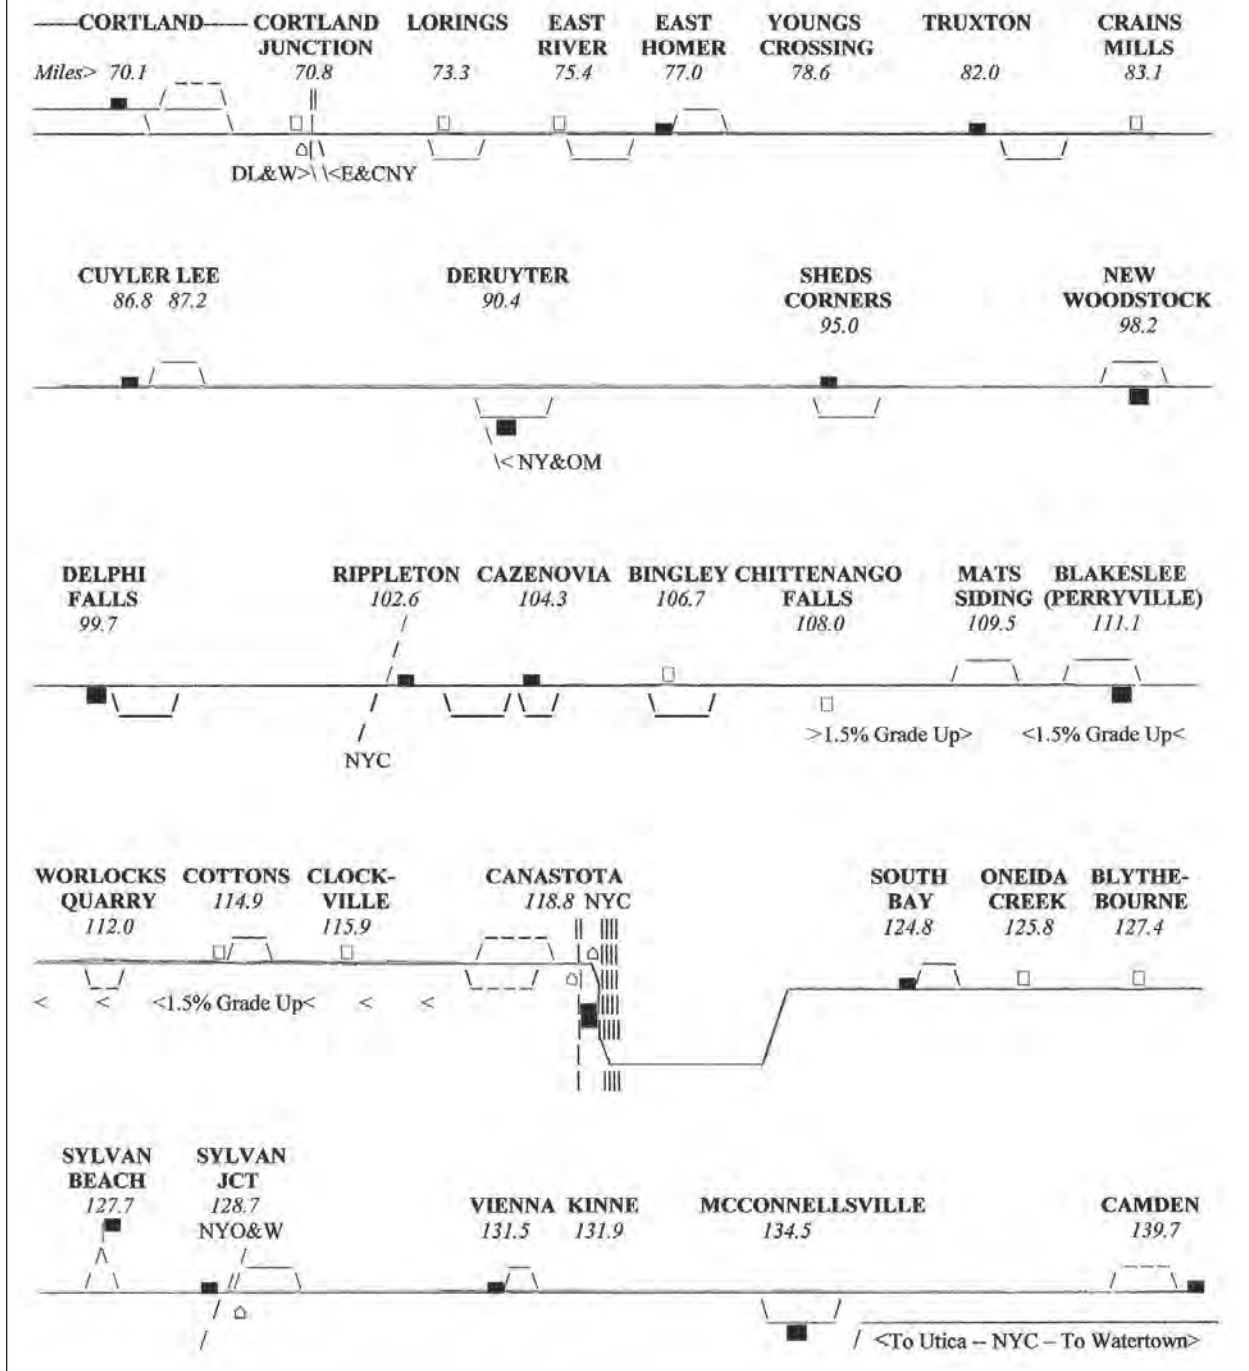 -----CORTLAND----- CORTLAND LORINGS EAST EAST YOUNGS TRUXTON CRAINS
JUNCTION RIVER HOMER CROSSING MILLS
Miles> 70.1 70.8 73.3 75.4 77.0 78.6 82.0 83.1
DL&W>\ \<E&CNY
CUYLER LEE DERUYTER SHEDS NEW
86.8 87.2 90.4 CORNERS WOODSTOCK
95.0 98.2
\< NY&OM
DELPHI RIPPLETON CAZENOVIA BINGLEY CHITTENANGO MATS BLAKESLEE
FALLS 102.6 104.3 106.7 FALLS SIDING (PERRYVILLE)
99.7 108.0 109.5 111.1
>1.5% Grade Up> <1.5% Grade Up<
NYC
WORLOCKS COTTONS CLOCK- CANASTOTA SOUTH ONEIDA BLYTHE-
QUARRY 114.9 VILLE 118.8 NYC BAY CREEK BOURNE
112.0 115.9 124.8 125.8 127.4
< < <1.5% Grade Up< < <
SYLVAN SYLVAN
BEACH JCT VIENNA KINNE MCCONNELLSVILLE CAMDEN
127.7 128.7 131.5 131.9 134.5 139.7
NYO&W
/ <To Utica -- NYC – To Watertown>